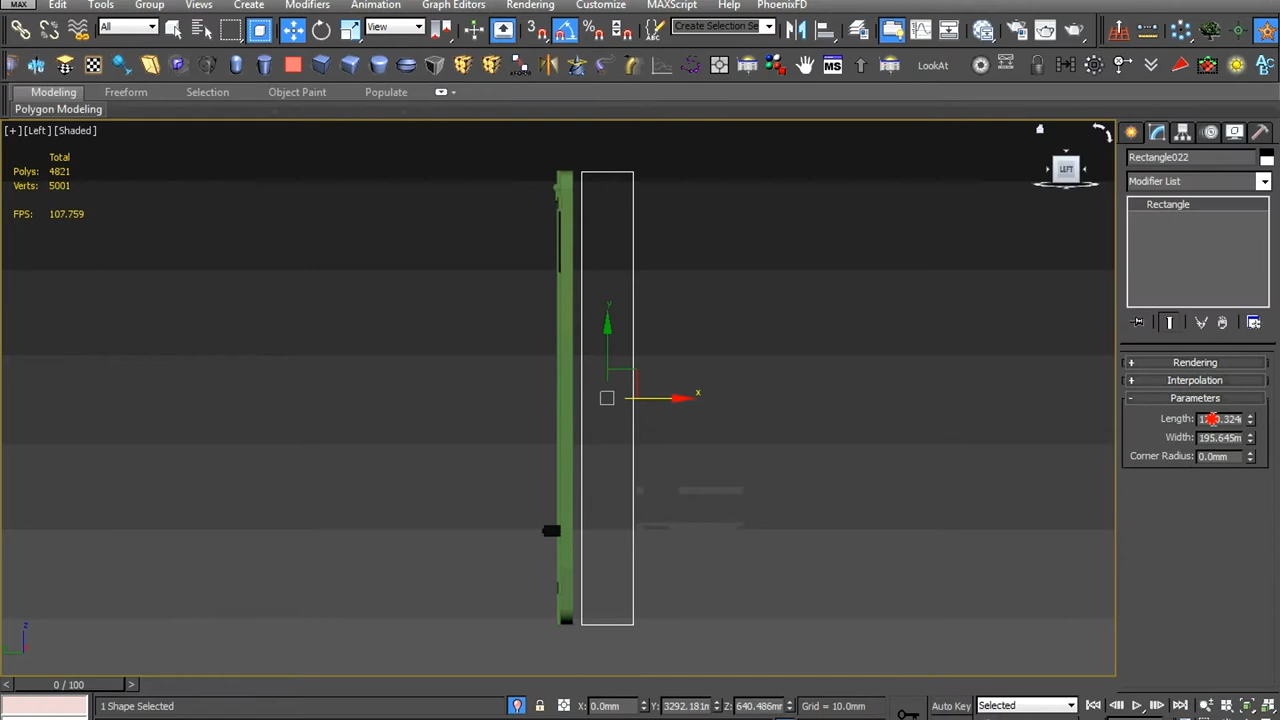 MAX Edit Tools Group Views Create Modifiers Animation Graph Editors Rendering Customize MAXScript Help PhoenixFD
All View 3 Create Selection Se
MS LookAt
Modeling Freeform Selection Object Paint Populate
Polygon Modeling
[+] [Left] [Shaded]
Total
Polys: 4821
Verts: 5001
FPS: 107.759
LEFT
y
x
z
Rectangle022
Modifier List
Rectangle
+ Rendering
+ Interpolation
- Parameters
Length:
Width: 195.645m
Corner Radius: 0.0mm
< 0 / 100 >
1 Shape Selected X: 0.0mm Y: 3292.181m Z: 640.486mm Grid = 10.0mm Auto Key Selected